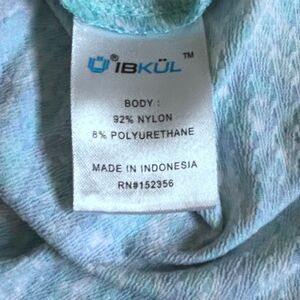 Ü® IBKÜL™
BODY :
92% NYLON
8% POLYURETHANE
MADE IN INDONESIA
RN#152356